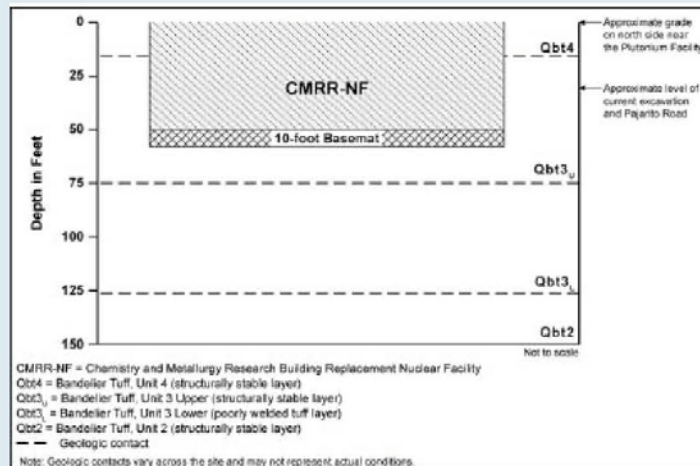 0
Approximate grade
on north side near
the Plutonium Facility
Qbt4
25
CMRR-NF
Approximate level of
current excavation
and Pajarito Road
50
10-foot Basemat
75
Qbt3U
Depth in Feet
100
125
Qbt3L
150
Qbt2
Not to scale
CMRR-NF = Chemistry and Metallurgy Research Building Replacement Nuclear Facility
Qbt4 = Bandelier Tuff, Unit 4 (structurally stable layer)
Qbt3U = Bandelier Tuff, Unit 3 Upper (structurally stable layer)
Qbt3L = Bandelier Tuff, Unit 3 Lower (poorly welded tuff layer)
Qbt2 = Bandelier Tuff, Unit 2 (structurally stable layer)
Geologic contact
Note: Geologic contacts vary across the site and may not represent actual conditions.